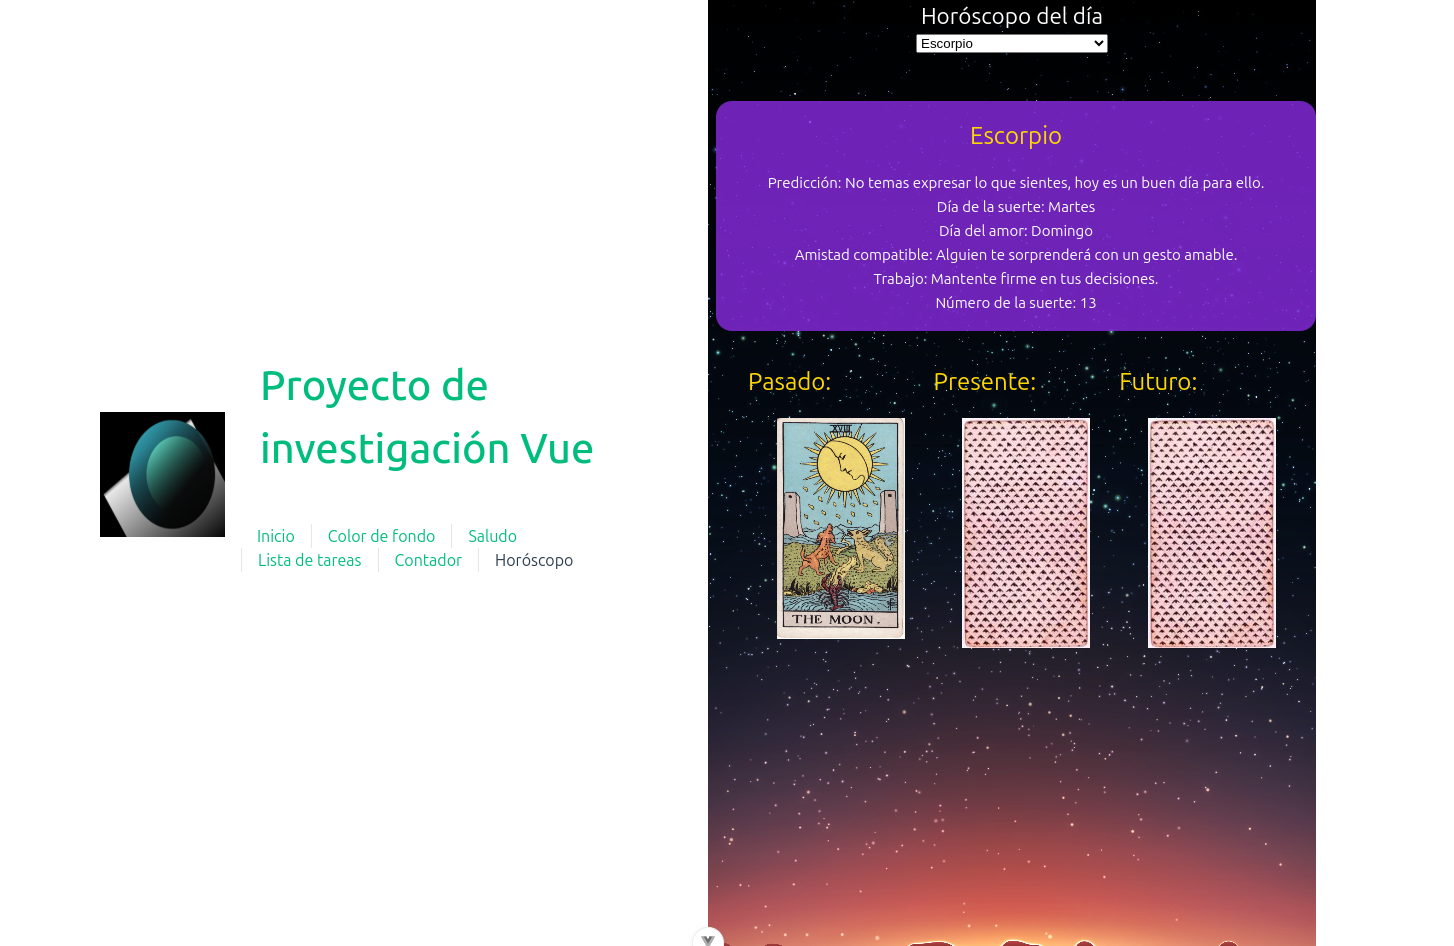 Proyecto de
investigación Vue
Inicio
Color de fondo
Saludo
Lista de tareas
Contador
Horóscopo
Horóscopo del día
Escorpio
Escorpio
Predicción: No temas expresar lo que sientes, hoy es un buen día para ello.
Día de la suerte: Martes
Día del amor: Domingo
Amistad compatible: Alguien te sorprenderá con un gesto amable.
Trabajo: Mantente firme en tus decisiones.
Número de la suerte: 13
Pasado:
Presente:
Futuro:
XVIII
THE MOON.